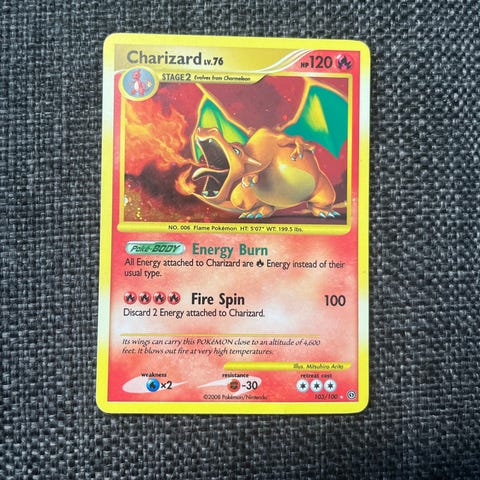 Charizard LV.76 HP 120
STAGE 2 Evolves from Charmeleon
NO. 006 Flame Pokémon HT: 5'07" WT: 199.5 lbs.
Poké-BODY Energy Burn
All Energy attached to Charizard are Energy instead of their
usual type.
Fire Spin 100
Discard 2 Energy attached to Charizard.
Its wings can carry this POKéMON close to an altitude of 4,600
feet. It blows out fire at very high temperatures.
Illus. Mitsuhiro Arita
weakness resistance retreat cost
×2 -30
©2008 Pokémon/Nintendo 103/100